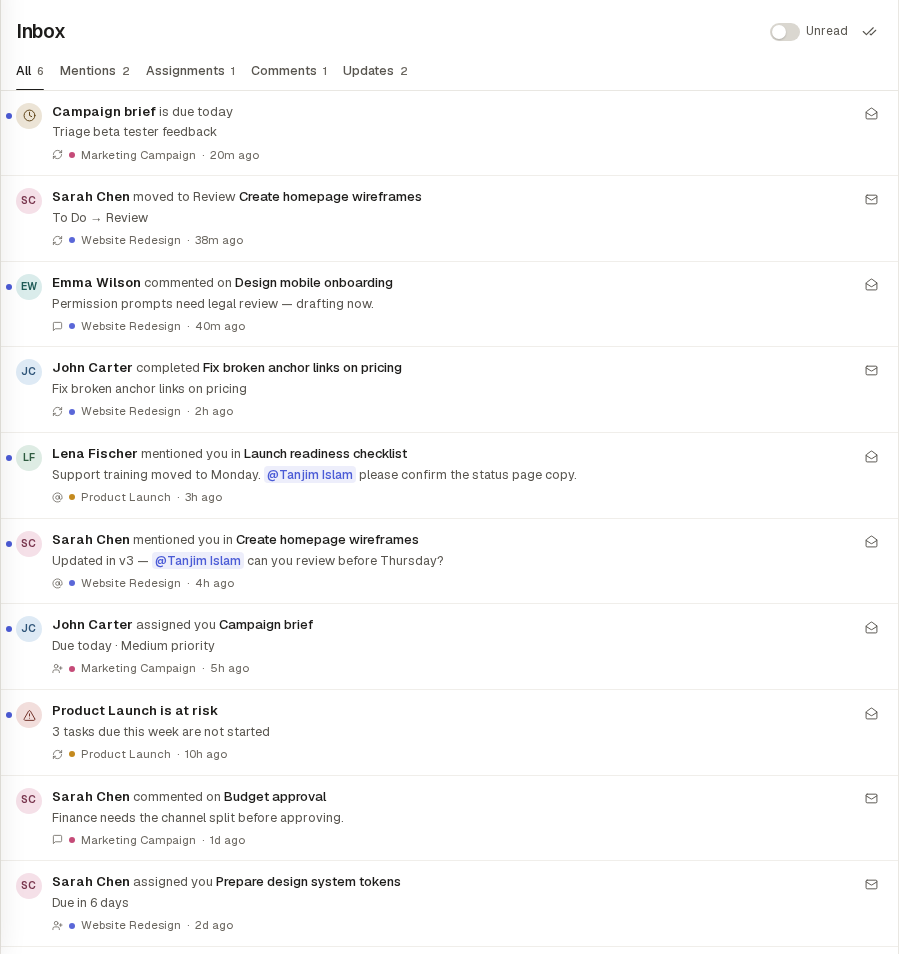 Inbox
Unread
All 6 Mentions 2 Assignments 1 Comments 1 Updates 2
Campaign brief is due today
Triage beta tester feedback
Marketing Campaign · 20m ago
SC
Sarah Chen moved to Review Create homepage wireframes
To Do → Review
Website Redesign · 38m ago
EW
Emma Wilson commented on Design mobile onboarding
Permission prompts need legal review — drafting now.
Website Redesign · 40m ago
JC
John Carter completed Fix broken anchor links on pricing
Fix broken anchor links on pricing
Website Redesign · 2h ago
LF
Lena Fischer mentioned you in Launch readiness checklist
Support training moved to Monday. @Tanjim Islam please confirm the status page copy.
Product Launch · 3h ago
SC
Sarah Chen mentioned you in Create homepage wireframes
Updated in v3 — @Tanjim Islam can you review before Thursday?
Website Redesign · 4h ago
JC
John Carter assigned you Campaign brief
Due today · Medium priority
Marketing Campaign · 5h ago
Product Launch is at risk
3 tasks due this week are not started
Product Launch · 10h ago
SC
Sarah Chen commented on Budget approval
Finance needs the channel split before approving.
Marketing Campaign · 1d ago
SC
Sarah Chen assigned you Prepare design system tokens
Due in 6 days
Website Redesign · 2d ago